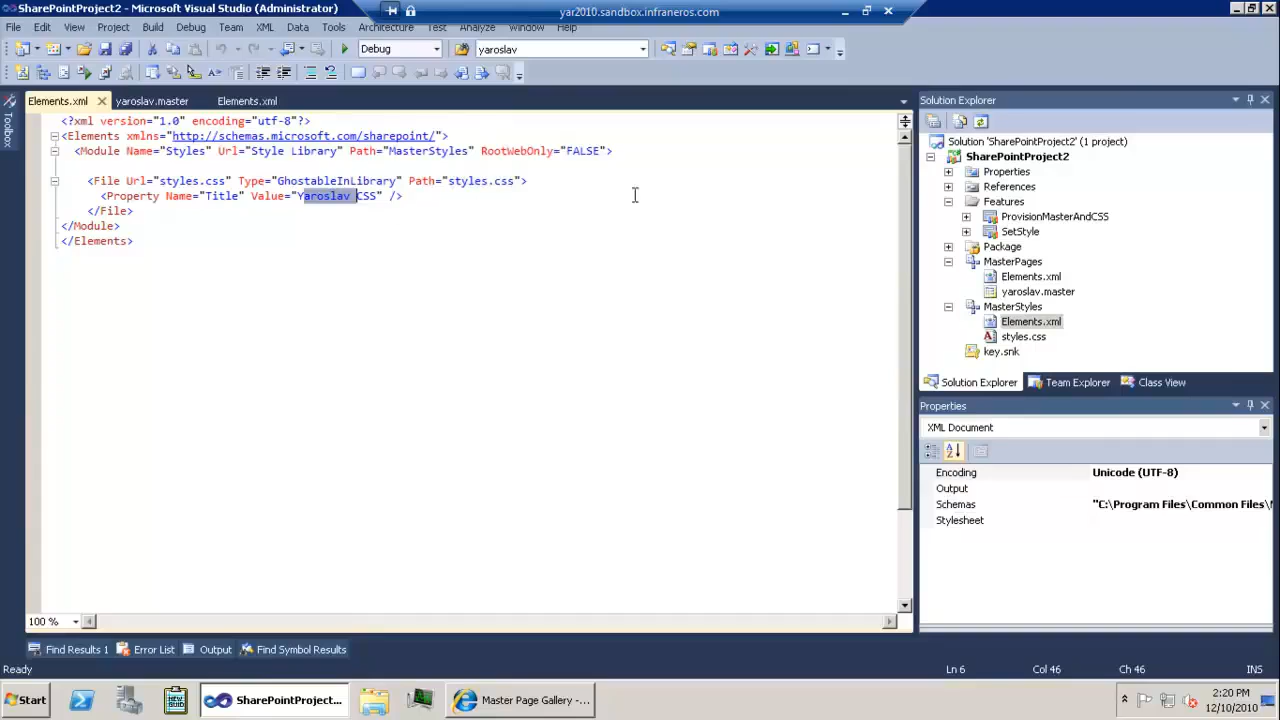 SharePointProject2 - Microsoft Visual Studio (Administrator)
yar2010.sandbox.infraneros.com
File Edit View Project Build Debug Team XML Data Tools Architecture Test Analyze Window Help
Debug
yaroslav
Elements.xml yaroslav.master Elements.xml
Toolbox
<?xml version="1.0" encoding="utf-8"?>
<Elements xmlns="http://schemas.microsoft.com/sharepoint/">
<Module Name="Styles" Url="Style Library" Path="MasterStyles" RootWebOnly="FALSE">
<File Url="styles.css" Type="GhostableInLibrary" Path="styles.css">
<Property Name="Title" Value="Yaroslav CSS" />
</File>
</Module>
</Elements>
100 %
Solution Explorer
Solution 'SharePointProject2' (1 project)
SharePointProject2
Properties
References
Features
ProvisionMasterAndCSS
SetStyle
Package
MasterPages
Elements.xml
yaroslav.master
MasterStyles
Elements.xml
styles.css
key.snk
Solution Explorer Team Explorer Class View
Properties
XML Document
Encoding Unicode (UTF-8)
Output
Schemas "C:\Program Files\Common Files\
Stylesheet
Find Results 1 Error List Output Find Symbol Results
Ready Ln 6 Col 46 Ch 46 INS
Start
SharePointProject...
Master Page Gallery -...
2:20 PM
12/10/2010